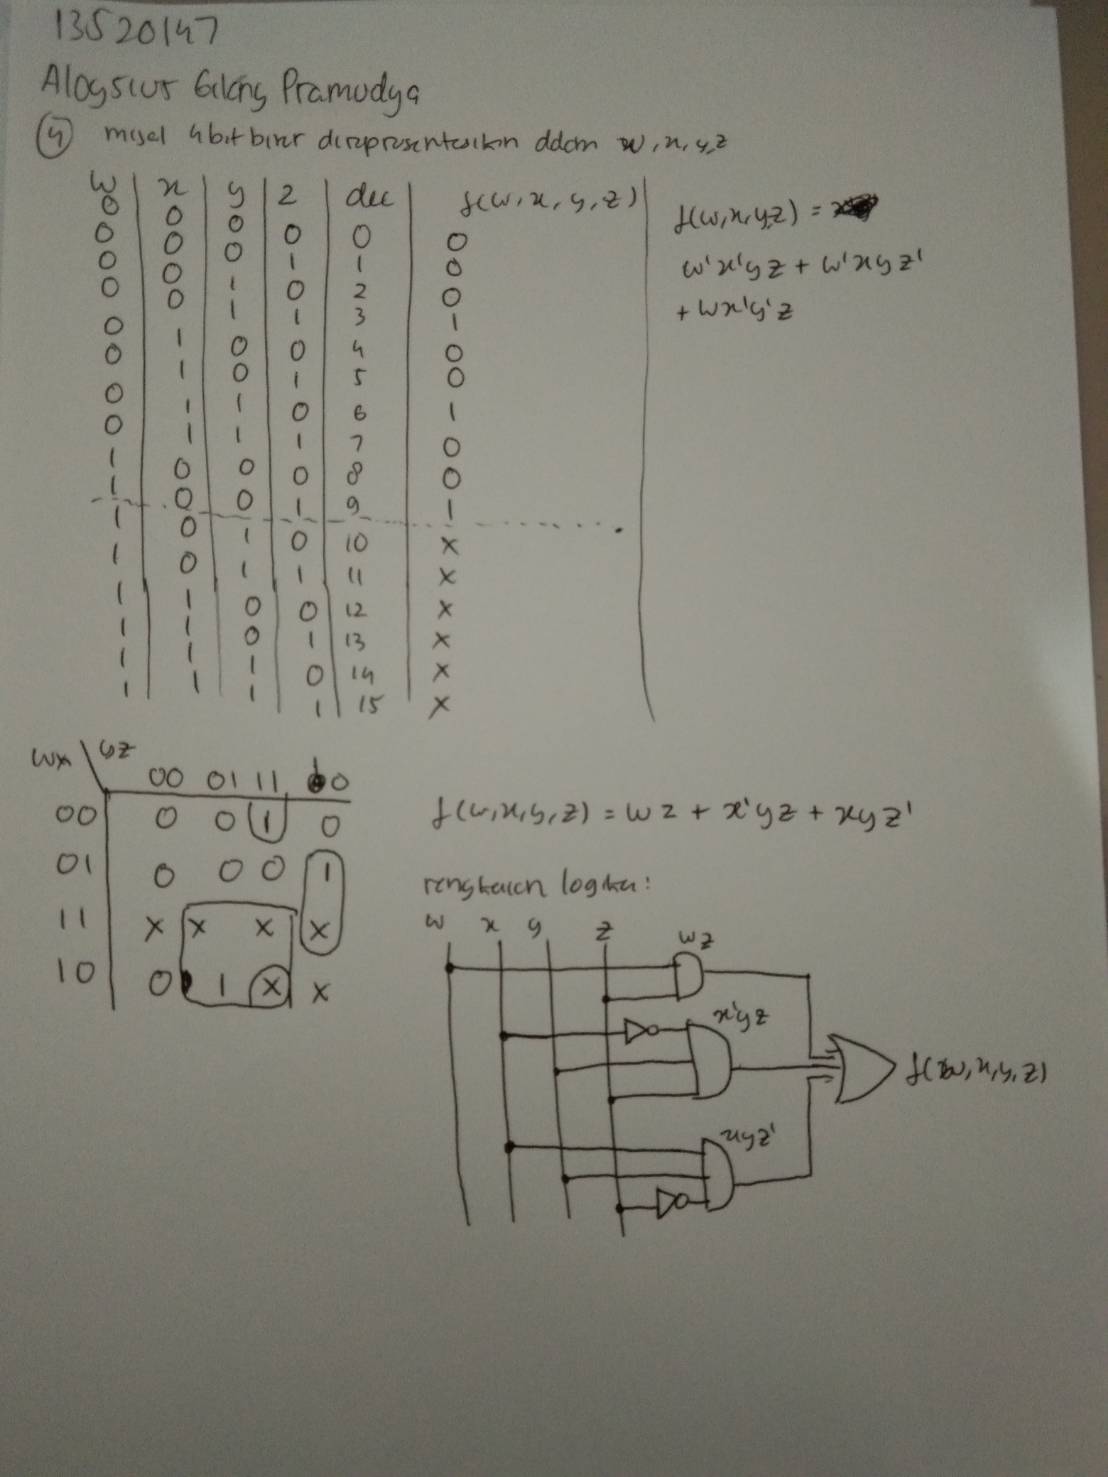 13520147
Aloysius Gilang Pramudya
4 misal 4 bit biner direpresentasikan dalam w, x, y, z
w x y z dec f(w, x, y, z)
0 0 0 0 0 0
0 0 0 1 1 0
0 0 1 0 2 0
0 0 1 1 3 1
0 1 0 0 4 0
0 1 0 1 5 0
0 1 1 0 6 1
0 1 1 1 7 0
1 0 0 0 8 0
1 0 0 1 9 1
1 0 1 0 10 x
1 0 1 1 11 x
1 1 0 0 12 x
1 1 0 1 13 x
1 1 1 0 14 x
1 1 1 1 15 x
f(w,x,y,z) =
w'x'yz + w'xyz'
+ wx'y'z
wx \ yz
00 01 11 10
00 0 0 1 0
01 0 0 0 1
11 x x x x
10 0 1 x x
f(w,x,y,z) = wz + x'yz + xyz'
rangkaian logika:
w x y z
wz
x'yz
xyz'
f(w,x,y,z)